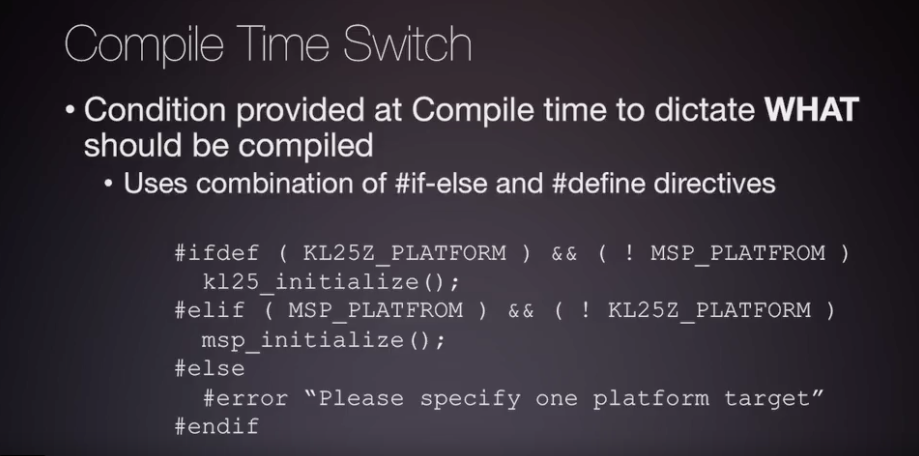 Compile Time Switch
• Condition provided at Compile time to dictate WHAT
should be compiled
• Uses combination of #if-else and #define directives
#ifdef ( KL25Z_PLATFORM ) && ( ! MSP_PLATFROM )
kl25_initialize();
#elif ( MSP_PLATFROM ) && ( ! KL25Z_PLATFORM )
msp_initialize();
#else
#error “Please specify one platform target”
#endif